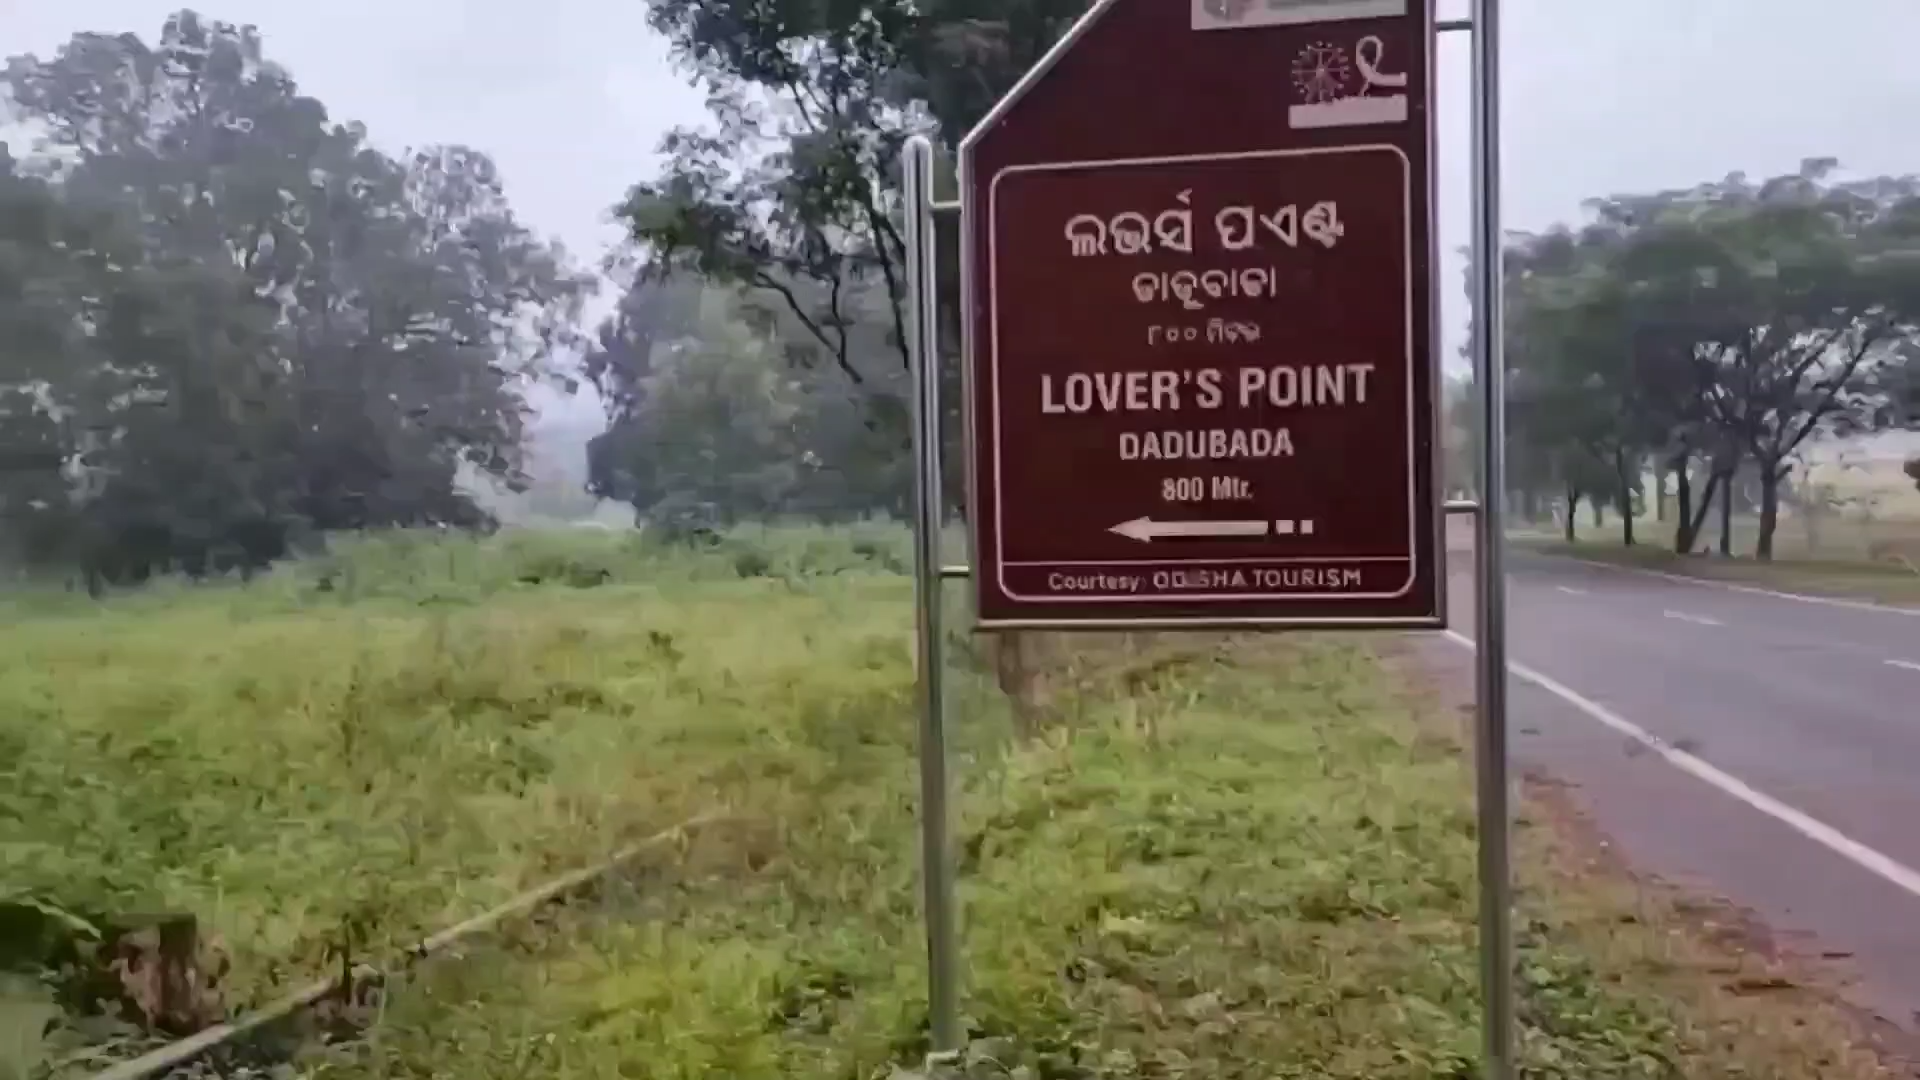 ଲଭର୍ସ ପଏଣ୍ଟ
ଡାଡୁବାଡା
୮୦୦ ମିଟର
LOVER'S POINT
DADUBADA
800 Mtr.
Courtesy: ODISHA TOURISM